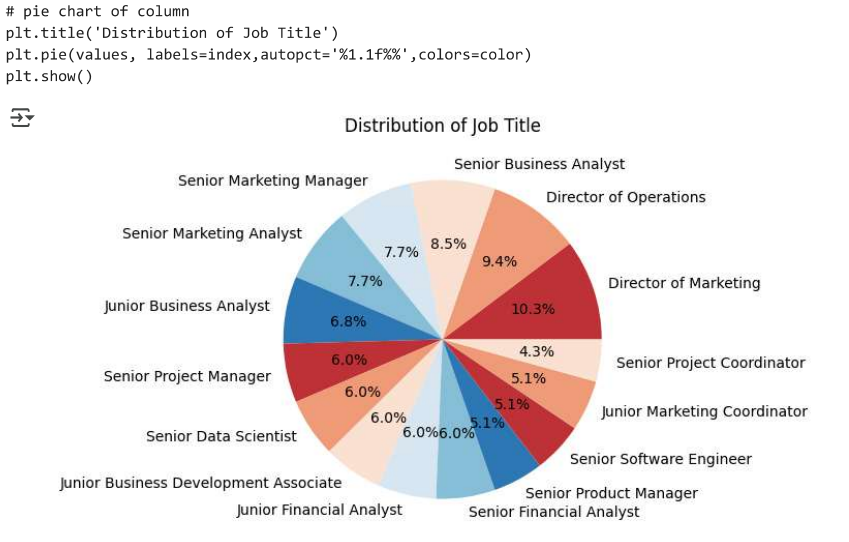 # pie chart of column
plt.title('Distribution of Job Title')
plt.pie(values, labels=index,autopct='%1.1f%%',colors=color)
plt.show()
Distribution of Job Title
Senior Business Analyst
Senior Marketing Manager
Director of Operations
Senior Marketing Analyst
8.5%
7.7%
9.4%
7.7%
Director of Marketing
Junior Business Analyst
10.3%
6.8%
4.3%
6.0%
Senior Project Coordinator
Senior Project Manager
5.1%
6.0%
5.1%
Junior Marketing Coordinator
6.0%
5.1%
6.0%
6.0%
Senior Data Scientist
Senior Software Engineer
Junior Business Development Associate
Senior Product Manager
Junior Financial Analyst
Senior Financial Analyst